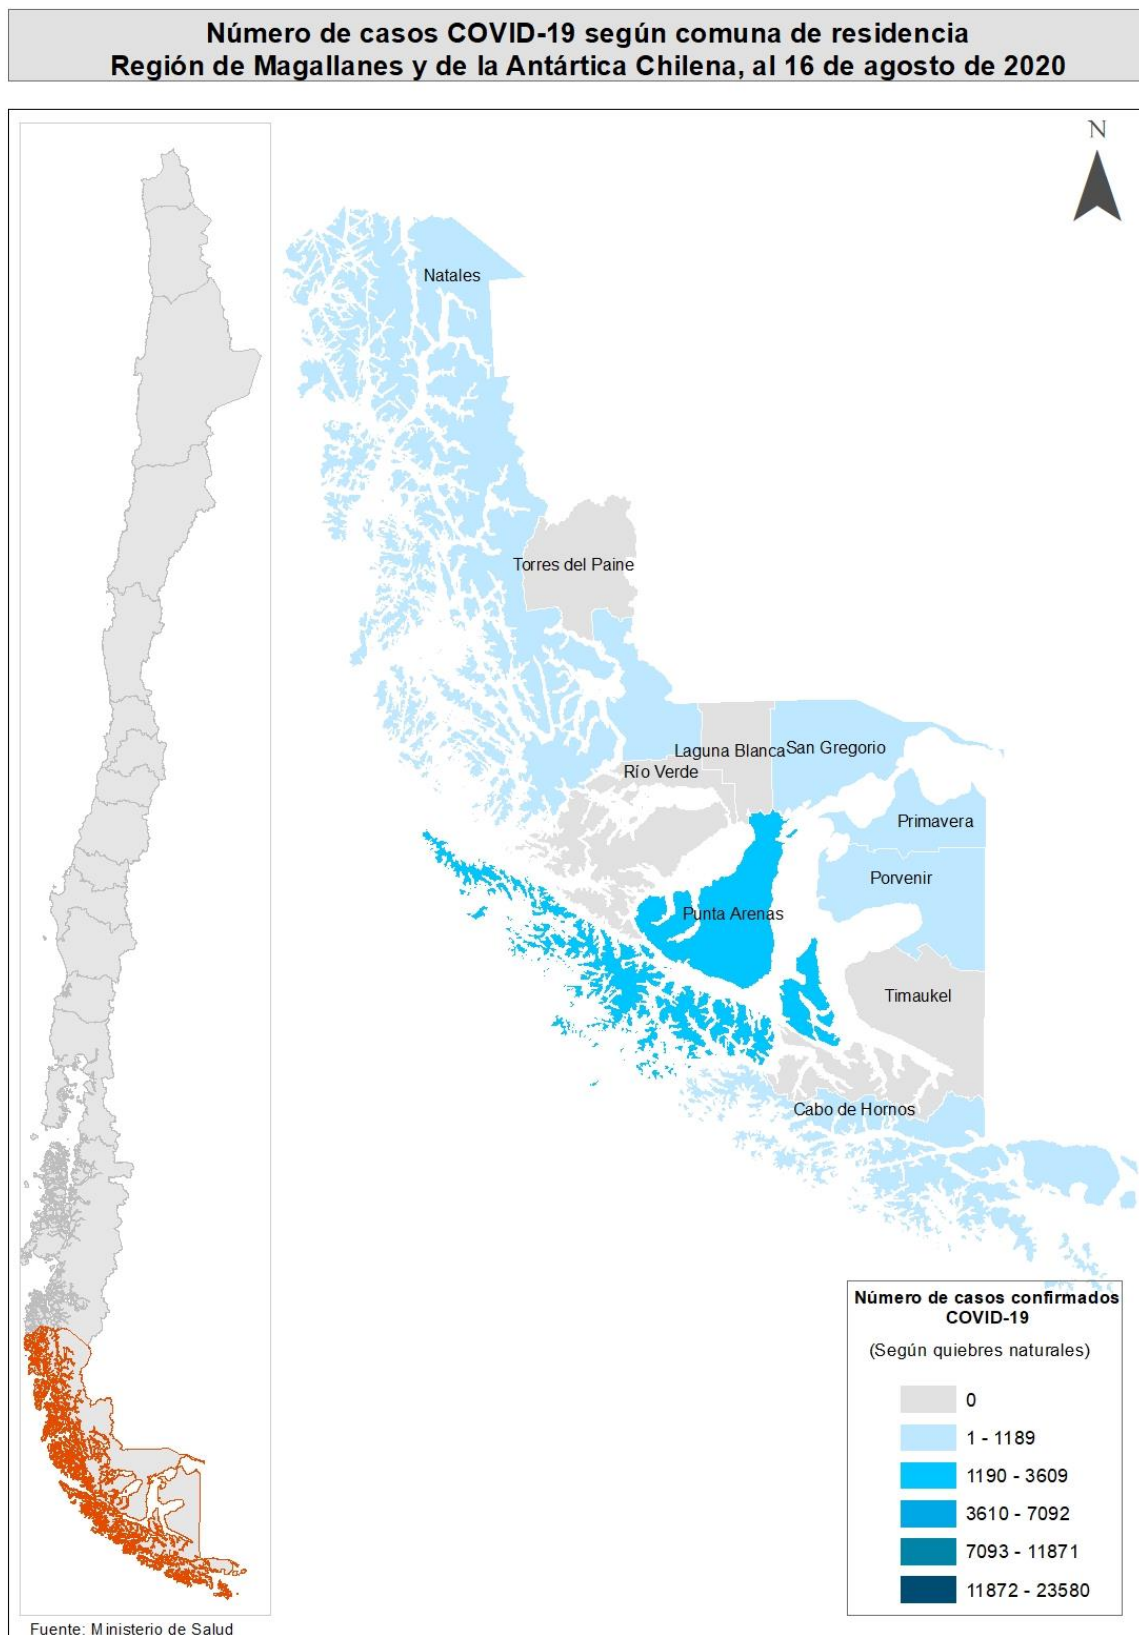 Número de casos COVID-19 según comuna de residencia
Región de Magallanes y de la Antártica Chilena, al 16 de agosto de 2020
N
Natales
Torres del Paine
Laguna Blanca
San Gregorio
Río Verde
Primavera
Porvenir
Punta Arenas
Timaukel
Cabo de Hornos
Número de casos confirmados
COVID-19
(Según quiebres naturales)
0
1 - 1189
1190 - 3609
3610 - 7092
7093 - 11871
11872 - 23580
Fuente: Ministerio de Salud